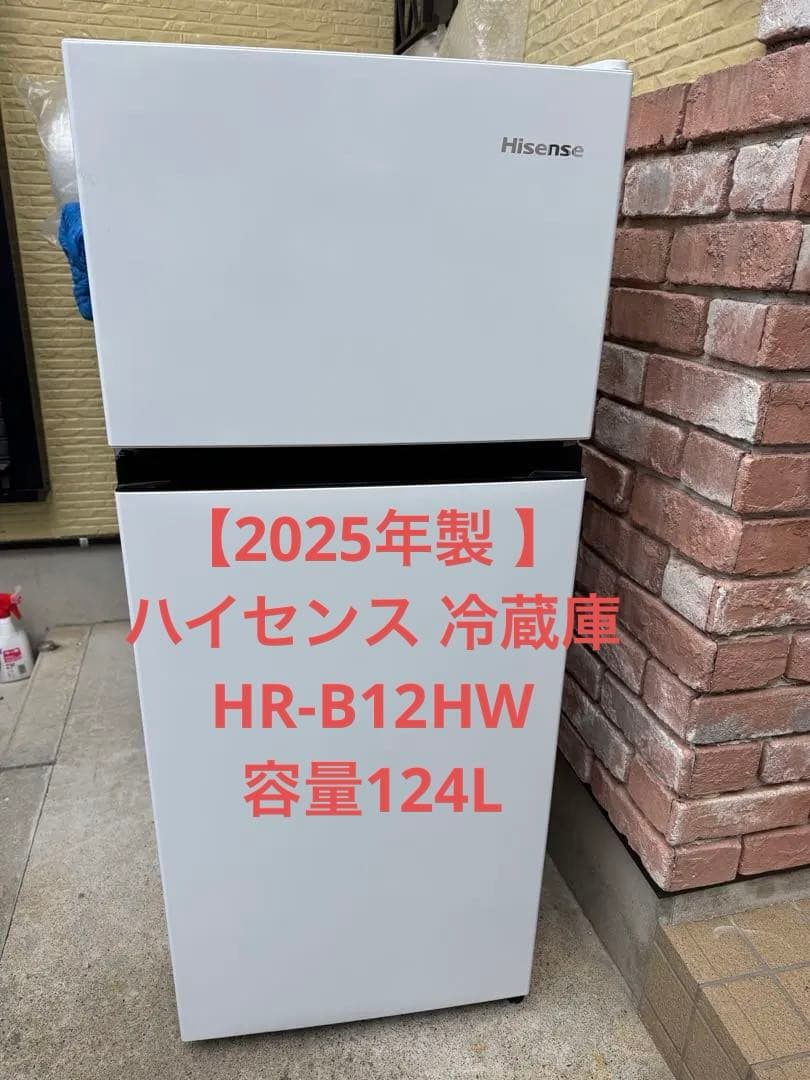 Hisense
【2025年製 】
ハイセンス 冷蔵庫
HR-B12HW
容量124L